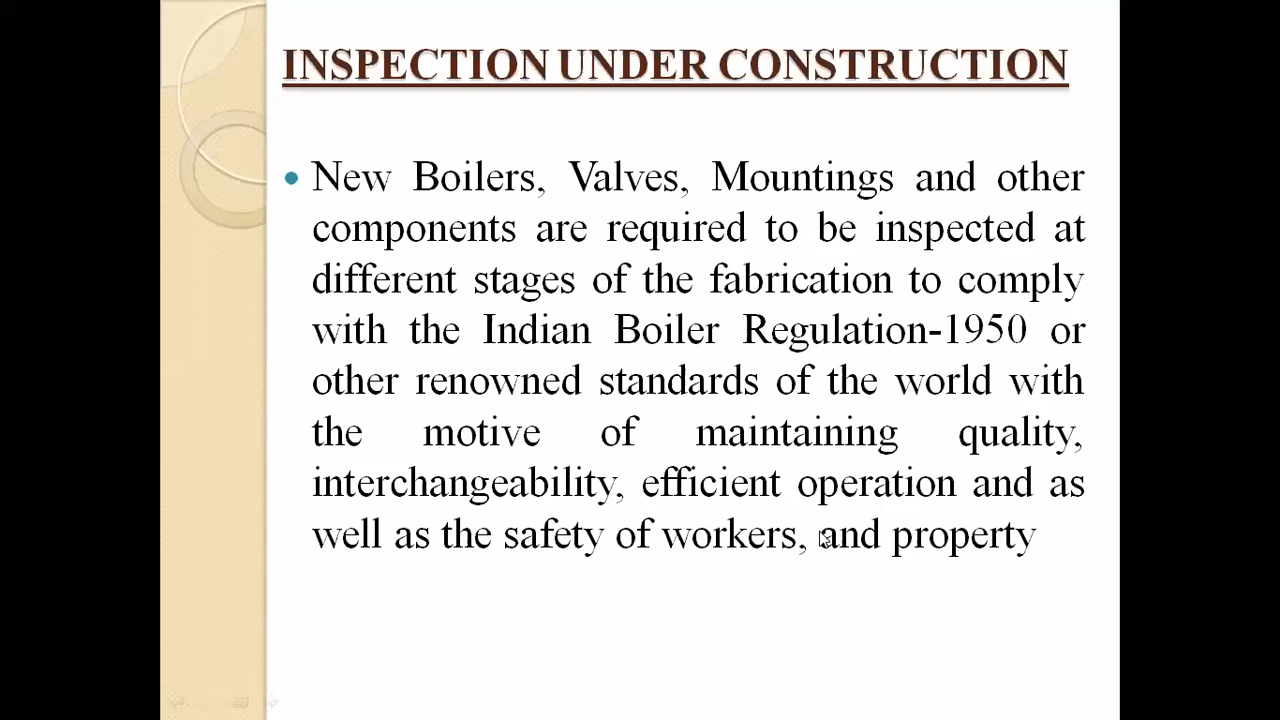 INSPECTION UNDER CONSTRUCTION
• New Boilers, Valves, Mountings and other
components are required to be inspected at
different stages of the fabrication to comply
with the Indian Boiler Regulation-1950 or
other renowned standards of the world with
the motive of maintaining quality,
interchangeability, efficient operation and as
well as the safety of workers, and property